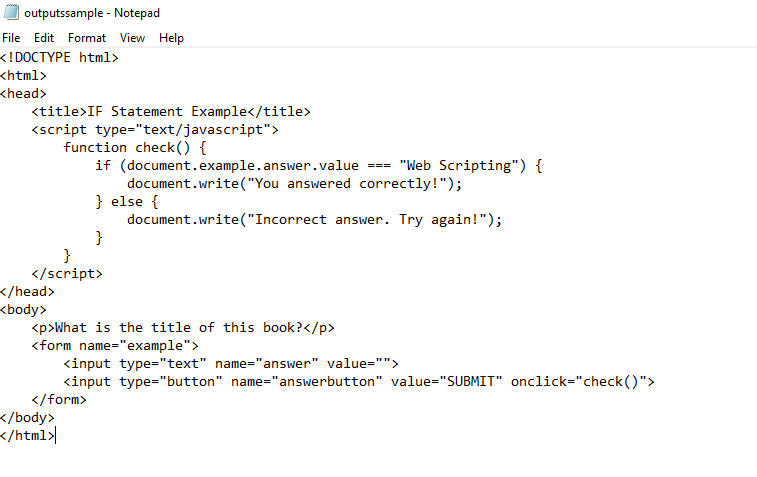 outputssample - Notepad
File Edit Format View Help
<!DOCTYPE html>
<html>
<head>
    <title>IF Statement Example</title>
    <script type="text/javascript">
        function check() {
            if (document.example.answer.value === "Web Scripting") {
                document.write("You answered correctly!");
            } else {
                document.write("Incorrect answer. Try again!");
            }
        }
    </script>
</head>
<body>
    <p>What is the title of this book?</p>
    <form name="example">
        <input type="text" name="answer" value="">
        <input type="button" name="answerbutton" value="SUBMIT" onclick="check()">
    </form>
</body>
</html>